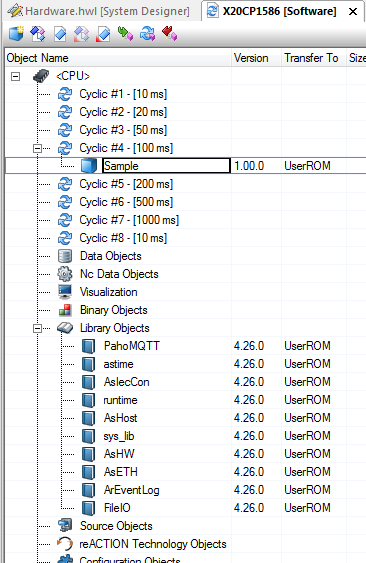 Hardware.hwl [System Designer] X20CP1586 [Software]
Object Name Version Transfer To Size
<CPU>
Cyclic #1 - [10 ms]
Cyclic #2 - [20 ms]
Cyclic #3 - [50 ms]
Cyclic #4 - [100 ms]
Sample 1.00.0 UserROM
Cyclic #5 - [200 ms]
Cyclic #6 - [500 ms]
Cyclic #7 - [1000 ms]
Cyclic #8 - [10 ms]
Data Objects
Nc Data Objects
Visualization
Binary Objects
Library Objects
PahoMQTT 4.26.0 UserROM
astime 4.26.0 UserROM
AsIecCon 4.26.0 UserROM
runtime 4.26.0 UserROM
AsHost 4.26.0 UserROM
sys_lib 4.26.0 UserROM
AsHW 4.26.0 UserROM
AsETH 4.26.0 UserROM
ArEventLog 4.26.0 UserROM
FileIO 4.26.0 UserROM
Source Objects
reACTION Technology Objects
Configuration Objects